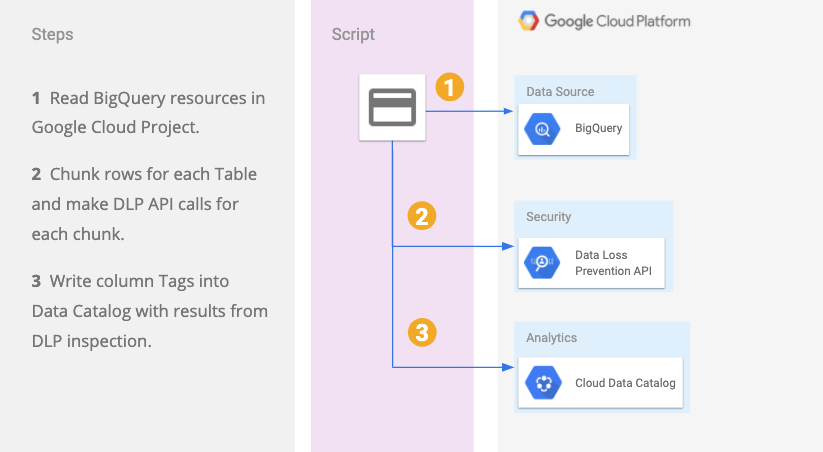 Steps
1 Read BigQuery resources in
Google Cloud Project.
2 Chunk rows for each Table
and make DLP API calls for
each chunk.
3 Write column Tags into
Data Catalog with results from
DLP inspection.
Script
1
2
3
Google Cloud Platform
Data Source
BigQuery
Security
Data Loss
Prevention API
Analytics
Cloud Data Catalog